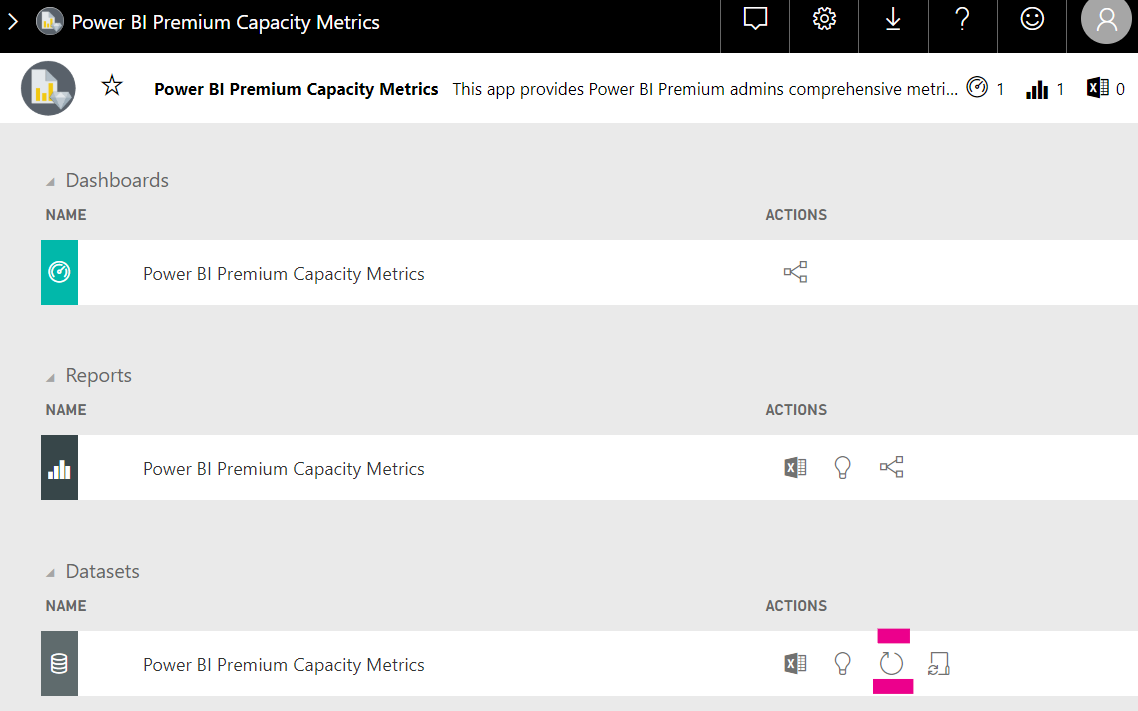 Power BI Premium Capacity Metrics
Power BI Premium Capacity Metrics This app provides Power BI Premium admins comprehensive metri... 1 1 0
Dashboards
NAME ACTIONS
Power BI Premium Capacity Metrics
Reports
NAME ACTIONS
Power BI Premium Capacity Metrics
Datasets
NAME ACTIONS
Power BI Premium Capacity Metrics